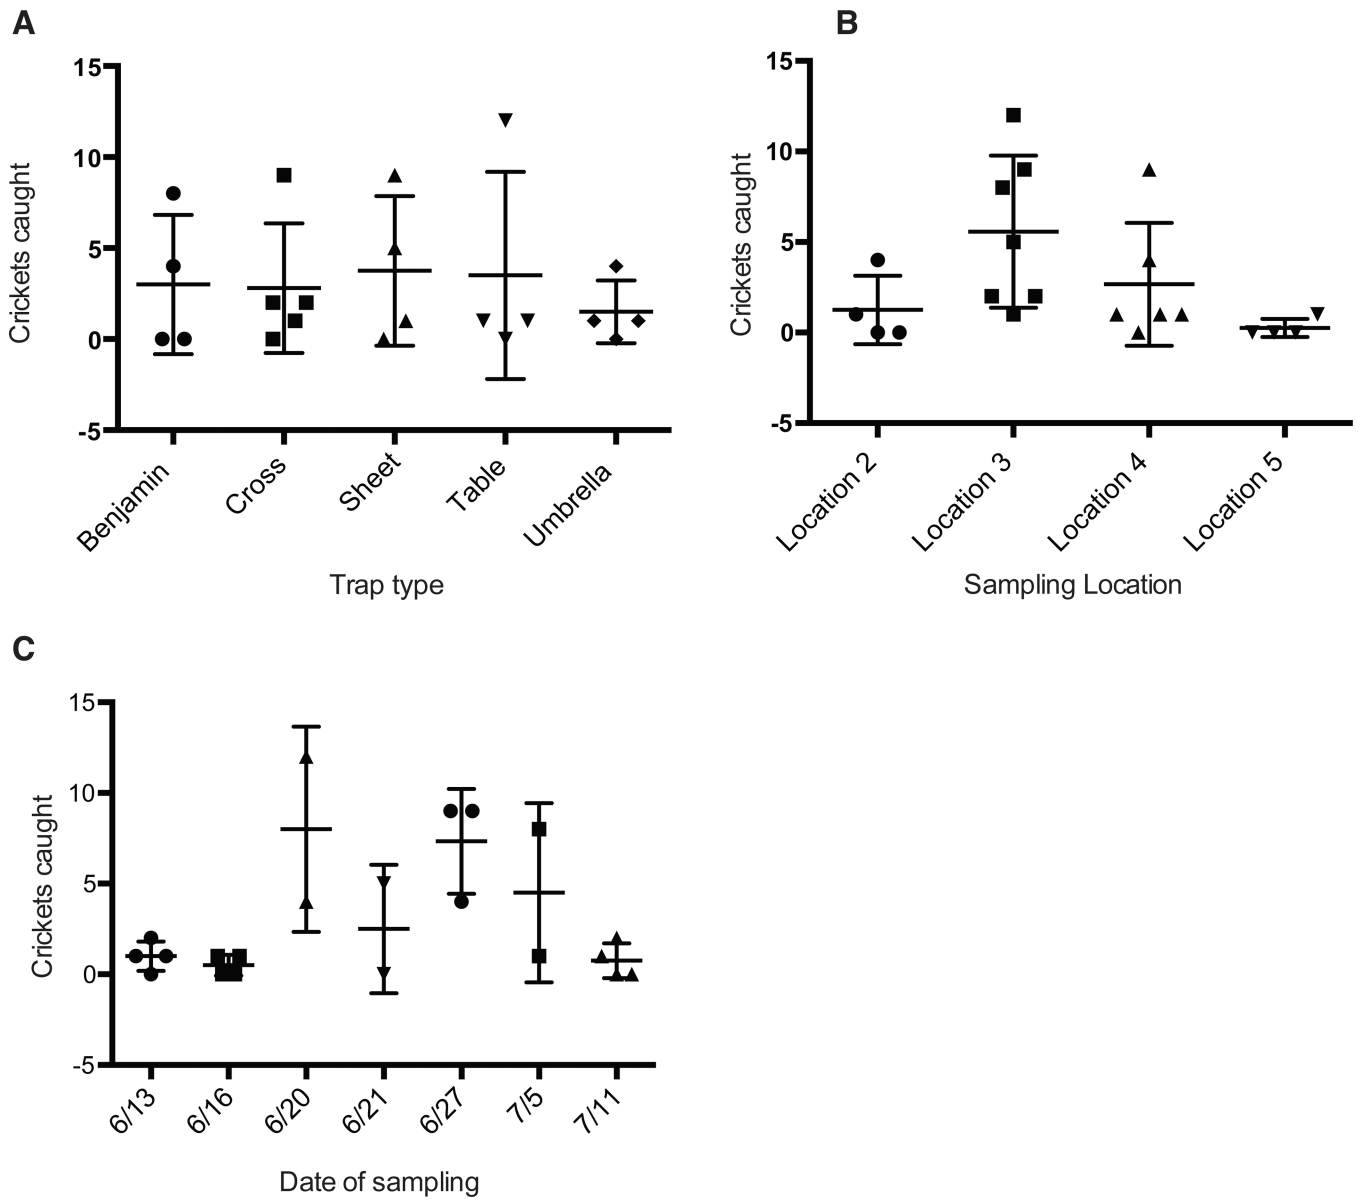 A
15
10
5
0
-5
Crickets caught
Benjamin
Cross
Sheet
Table
Umbrella
Trap type
B
15
10
5
0
-5
Crickets caught
Location 2
Location 3
Location 4
Location 5
Sampling Location
C
15
10
5
0
-5
Crickets caught
6/13
6/16
6/20
6/21
6/27
7/5
7/11
Date of sampling